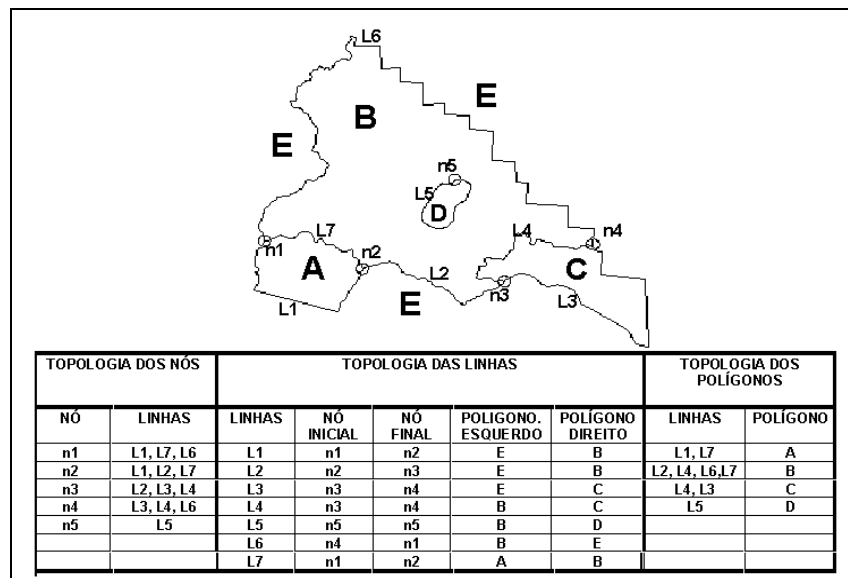 L6
E
B
E
n5
L5
D
L7
L4
n4
n1
n2
A
C
L2
n3
L1
E
L3
TOPOLOGIA DOS NÓS TOPOLOGIA DAS LINHAS TOPOLOGIA DOS
POLÍGONOS
NÓ LINHAS LINHAS NÓ INICIAL NÓ FINAL POLIGONO. ESQUERDO POLÍGONO DIREITO LINHAS POLÍGONO
n1 L1, L7, L6 L1 n1 n2 E B L1, L7 A
n2 L1, L2, L7 L2 n2 n3 E B L2, L4, L6,L7 B
n3 L2, L3, L4 L3 n3 n4 E C L4, L3 C
n4 L3, L4, L6 L4 n3 n4 B C L5 D
n5 L5 L5 n5 n5 B D
L6 n4 n1 B E
L7 n1 n2 A B